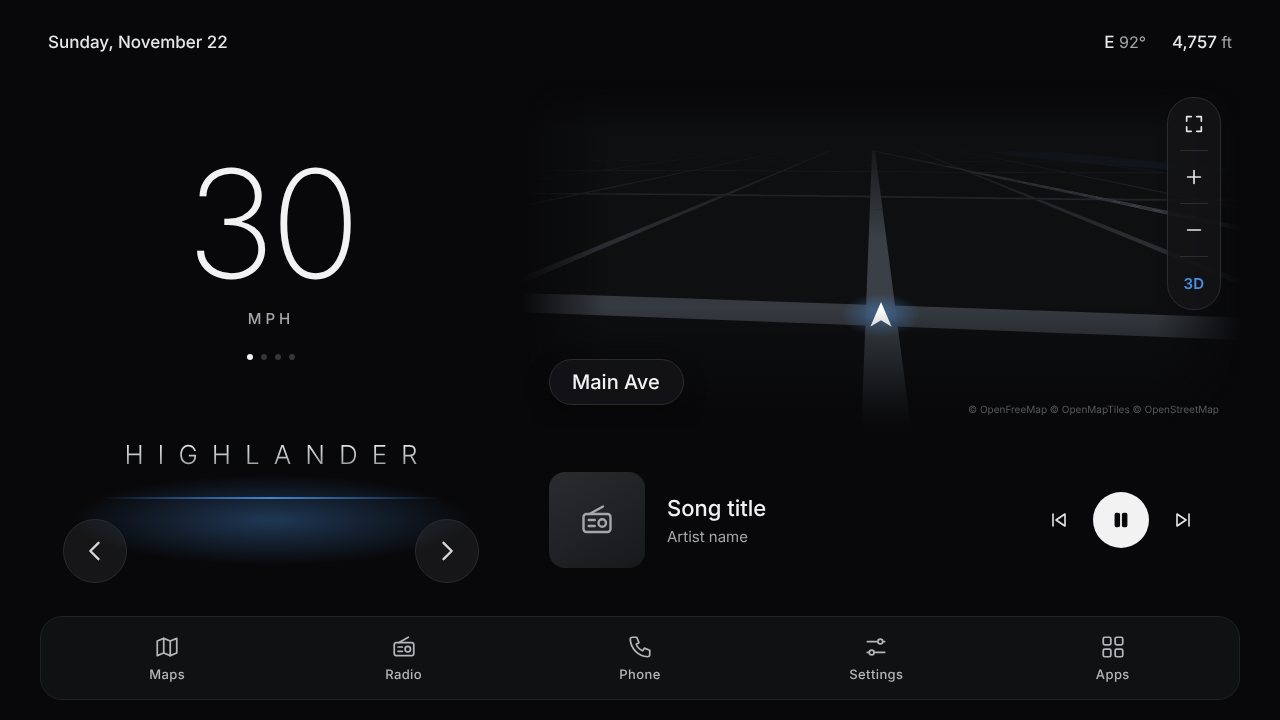 Sunday, November 22
E 92° 4,757 ft
30
MPH
3D
Main Ave
© OpenFreeMap © OpenMapTiles © OpenStreetMap
HIGHLANDER
Song title
Artist name
Maps Radio Phone Settings Apps